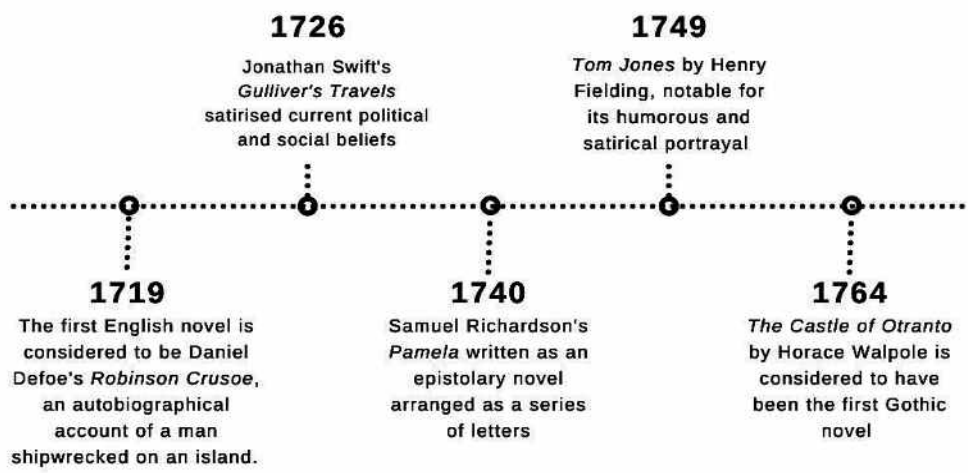 1726
Jonathan Swift's
Gulliver's Travels
satirised current political
and social beliefs
1749
Tom Jones by Henry
Fielding, notable for
its humorous and
satirical portrayal
1719
The first English novel is
considered to be Daniel
Defoe's Robinson Crusoe,
an autobiographical
account of a man
shipwrecked on an island.
1740
Samuel Richardson's
Pamela written as an
epistolary novel
arranged as a series
of letters
1764
The Castle of Otranto
by Horace Walpole is
considered to have
been the first Gothic
novel